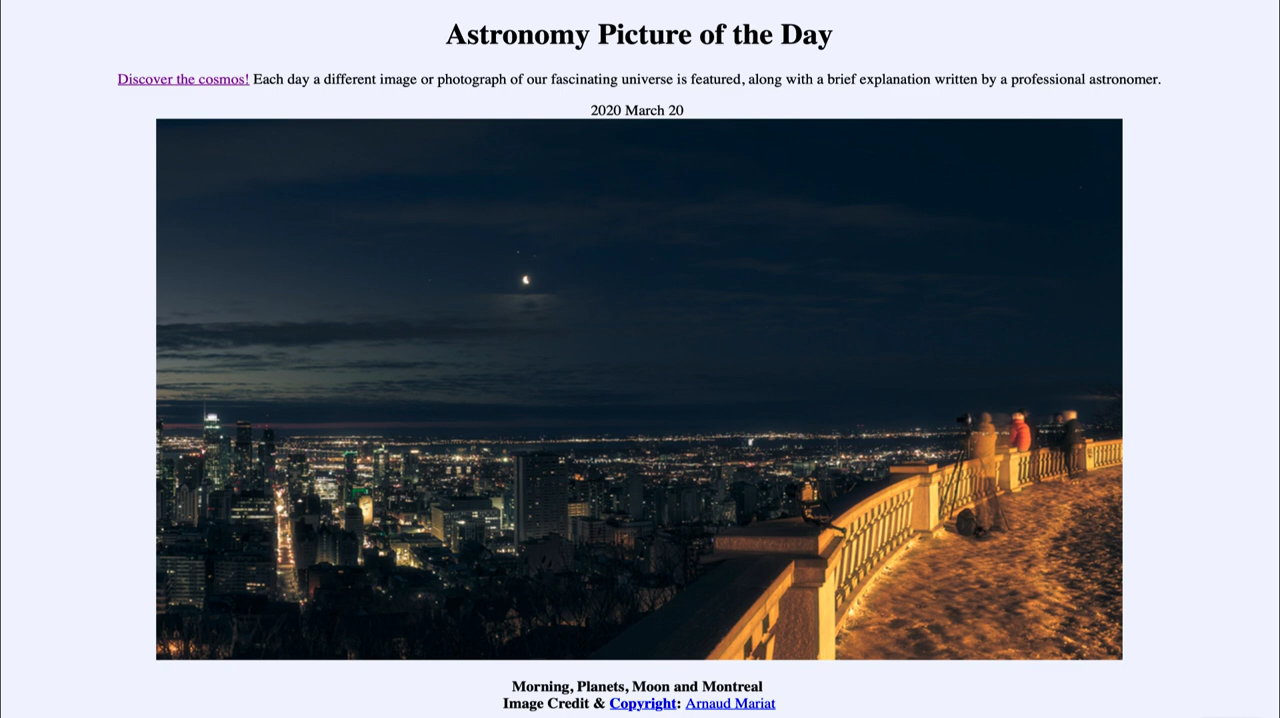 Astronomy Picture of the Day
Discover the cosmos! Each day a different image or photograph of our fascinating universe is featured, along with a brief explanation written by a professional astronomer.
2020 March 20
Morning, Planets, Moon and Montreal
Image Credit & Copyright: Arnaud Mariat